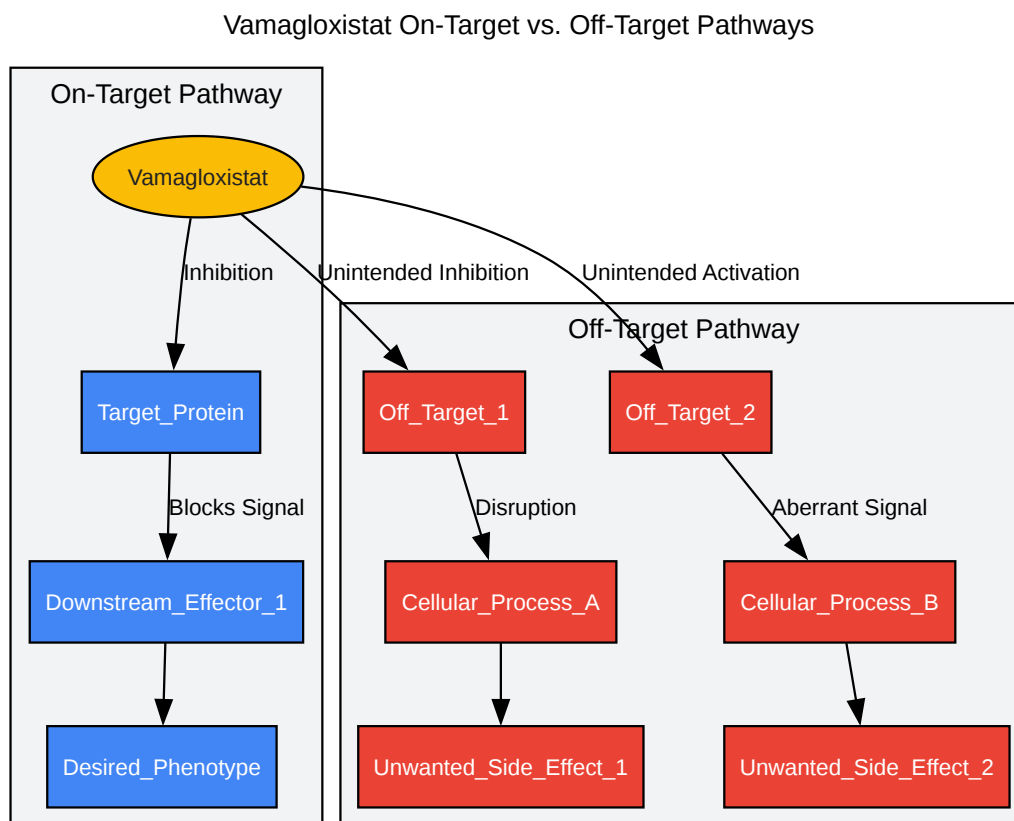 Vamagloxistat On-Target vs. Off-Target Pathways
On-Target Pathway
Vamagloxistat
Inhibition
Unintended Inhibition
Unintended Activation
Off-Target Pathway
Target_Protein
Off_Target_1
Off_Target_2
Blocks Signal
Disruption
Aberrant Signal
Downstream_Effector_1
Cellular_Process_A
Cellular_Process_B
Desired_Phenotype
Unwanted_Side_Effect_1
Unwanted_Side_Effect_2